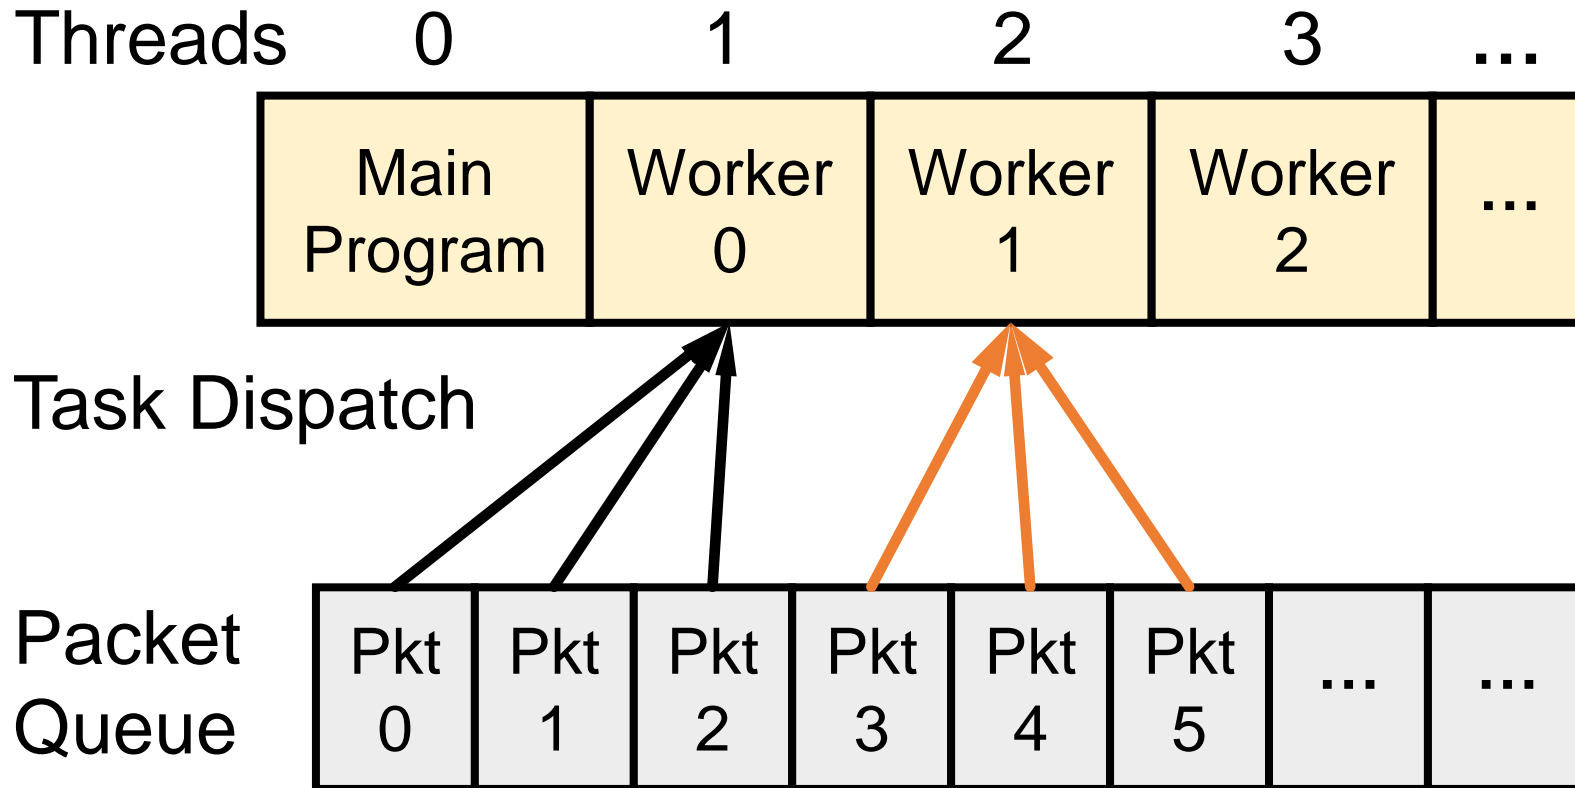 Threads 0 1 2 3 ...
Main Program Worker 0 Worker 1 Worker 2 ...
Task Dispatch
Packet Queue
Pkt 0 Pkt 1 Pkt 2 Pkt 3 Pkt 4 Pkt 5 ... ...